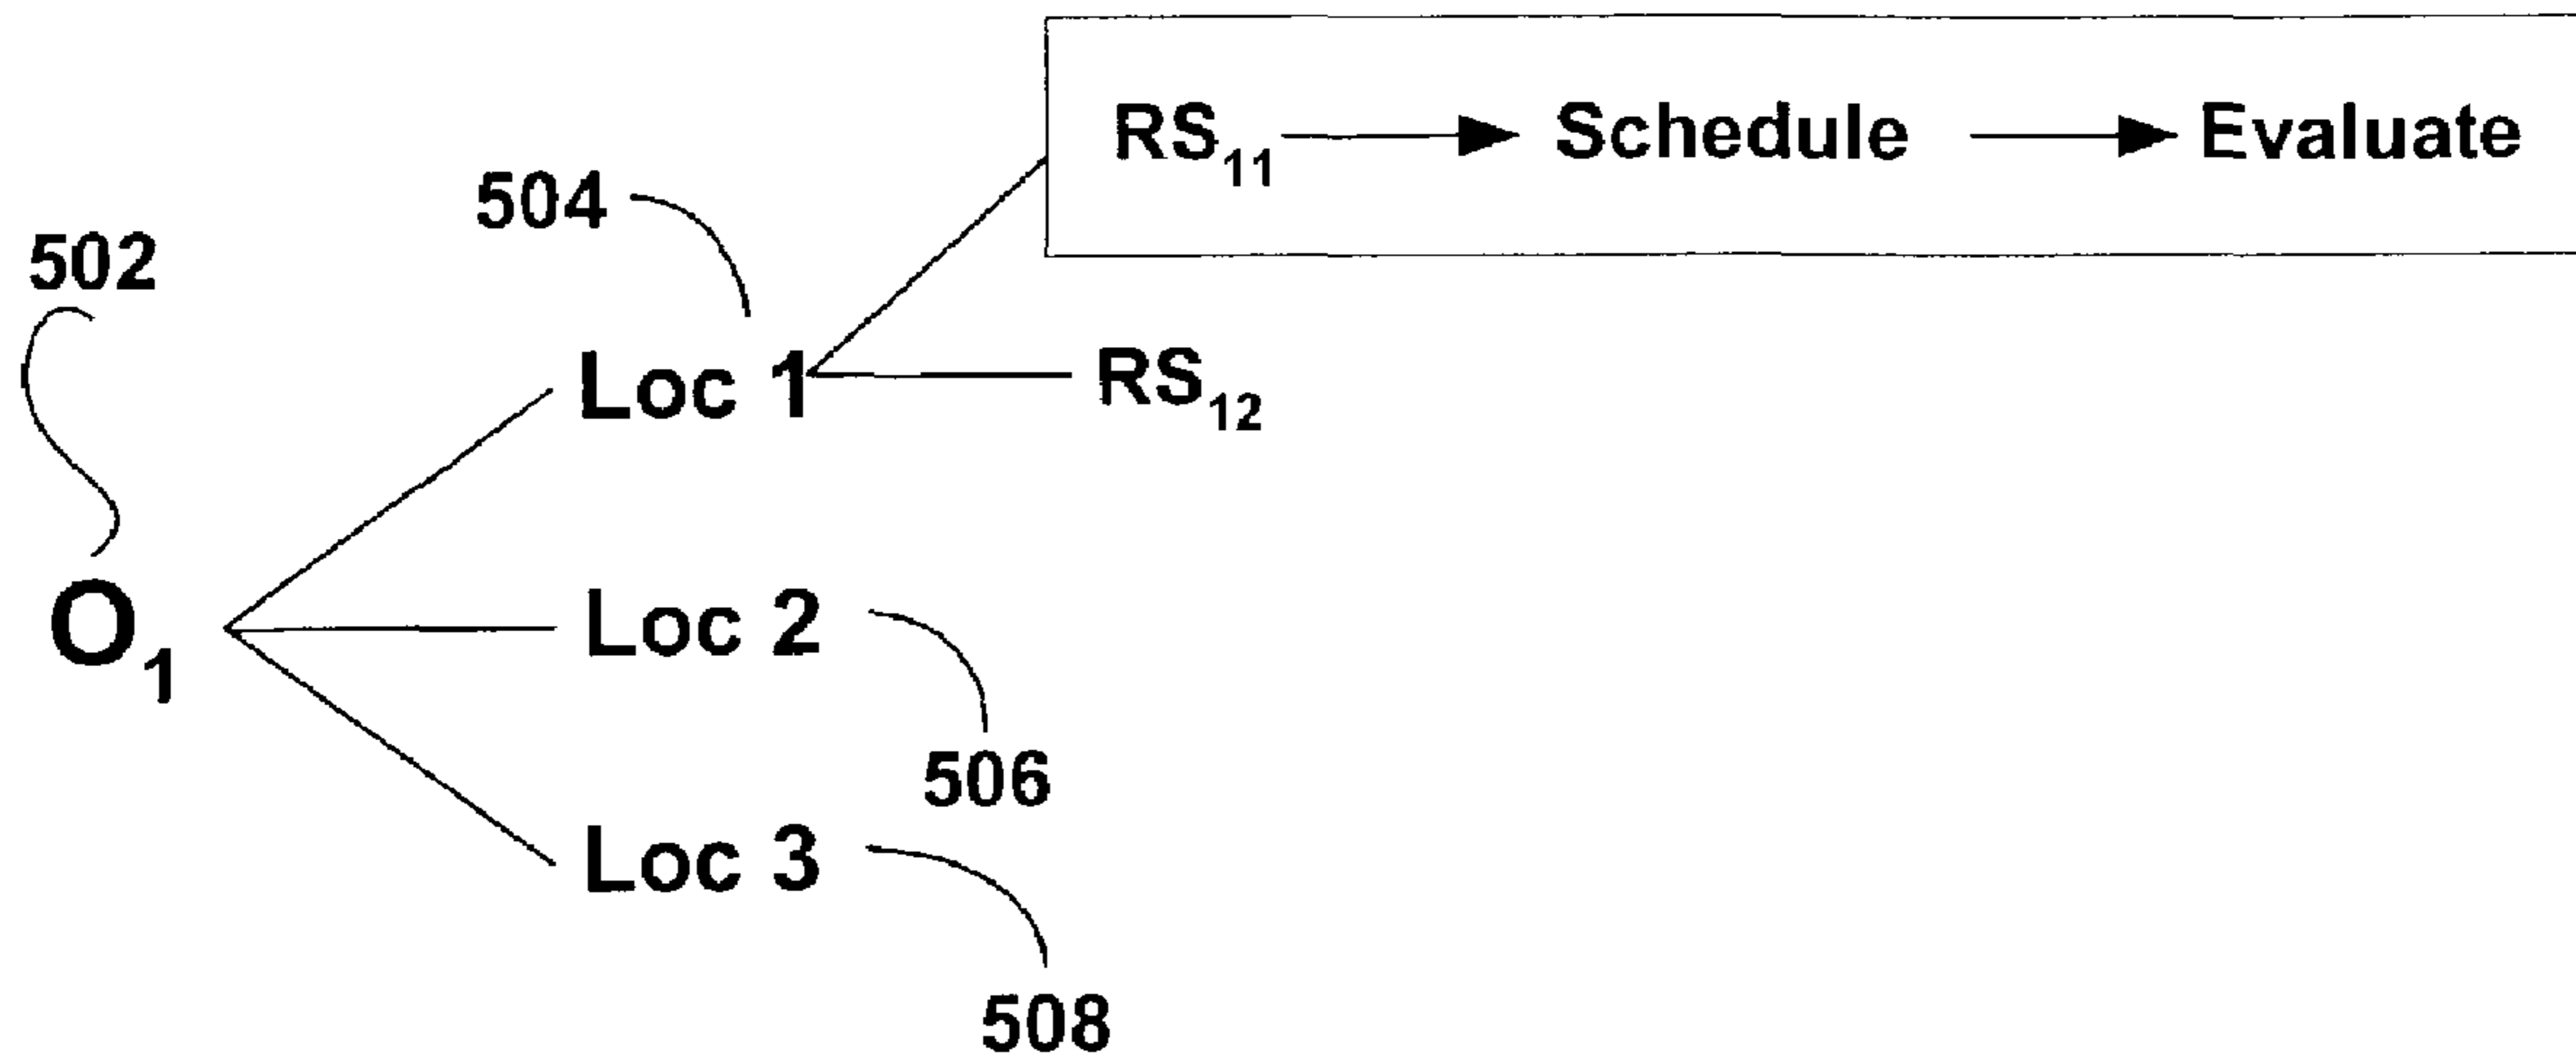 RS₁₁ Schedule Evaluate
504
502
Loc 1 RS₁₂
O₁ Loc 2
506
Loc 3
508